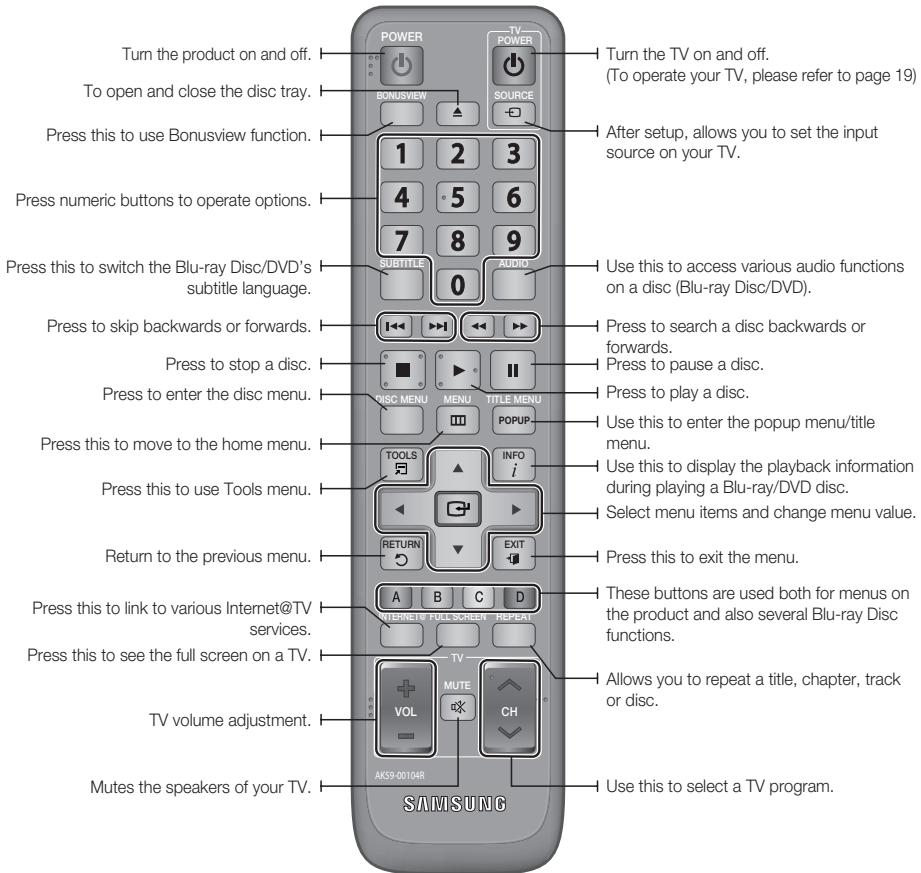 POWER
TV
POWER
Turn the product on and off.
Turn the TV on and off.
(To operate your TV, please refer to page 19)
To open and close the disc tray.
BONUSVIEW
SOURCE
Press this to use Bonusview function.
After setup, allows you to set the input
source on your TV.
1 2 3
Press numeric buttons to operate options.
4 5 6
7 8 9
Press this to switch the Blu-ray Disc/DVD's
subtitle language.
SUBTITLE
0
AUDIO
Use this to access various audio functions
on a disc (Blu-ray Disc/DVD).
Press to skip backwards or forwards.
Press to search a disc backwards or
forwards.
Press to stop a disc.
Press to pause a disc.
Press to enter the disc menu.
Press to play a disc.
DISC MENU
MENU
TITLE MENU
POPUP
Use this to enter the popup menu/title
menu.
Press this to move to the home menu.
TOOLS
INFO
i
Use this to display the playback information
during playing a Blu-ray/DVD disc.
Press this to use Tools menu.
Select menu items and change menu value.
RETURN
EXIT
Return to the previous menu.
Press this to exit the menu.
A B C D
These buttons are used both for menus on
the product and also several Blu-ray Disc
functions.
Press this to link to various Internet@TV
services.
INTERNET@
FULL SCREEN
REPEAT
Press this to see the full screen on a TV.
TV
Allows you to repeat a title, chapter, track
or disc.
MUTE
VOL
CH
TV volume adjustment.
AK59-00104R
Mutes the speakers of your TV.
Use this to select a TV program.
SAMSUNG